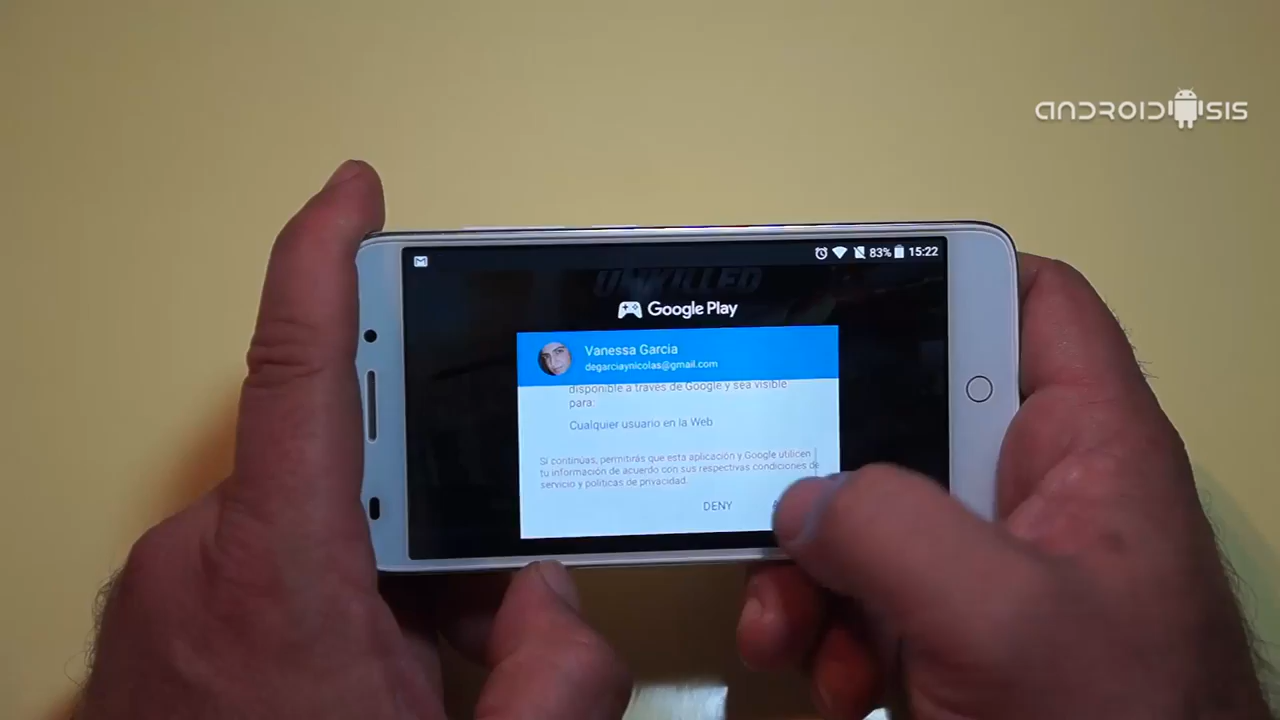 ANDROIDSIS
83% 15:22
UNKILLED
Google Play
Vanessa Garcia
degarciaynicolas@gmail.com
disponible a través de Google y sea visible
para:
Cualquier usuario en la Web
Si continúas, permitirás que esta aplicación y Google utilicen
tu información de acuerdo con sus respectivas condiciones de
servicio y políticas de privacidad.
DENY